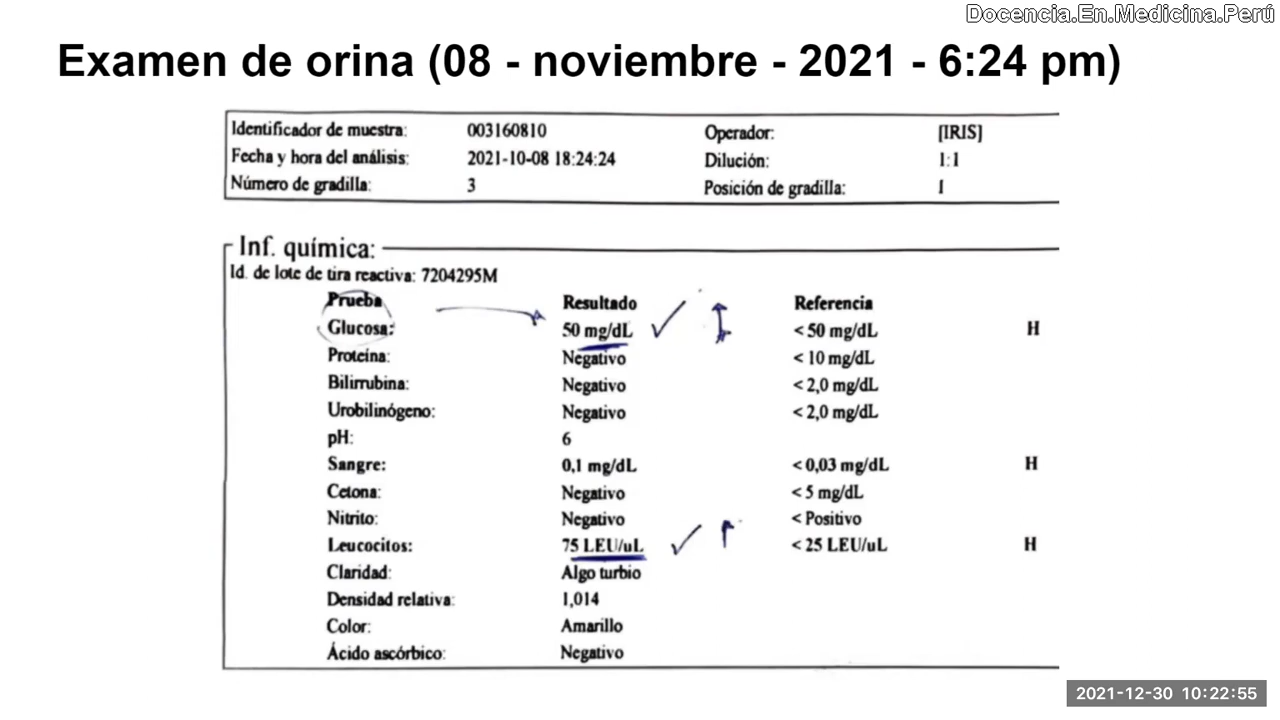 Docencia.En.Medicina.Perú
Examen de orina (08 - noviembre - 2021 - 6:24 pm)
Identificador de muestra: 003160810 Operador: [IRIS]
Fecha y hora del análisis: 2021-10-08 18:24:24 Dilución: 1:1
Número de gradilla: 3 Posición de gradilla: 1
Inf. química:
Id. de lote de tira reactiva: 7204295M
Prueba Resultado Referencia
Glucosa: 50 mg/dL < 50 mg/dL H
Proteína: Negativo < 10 mg/dL
Bilirrubina: Negativo < 2,0 mg/dL
Urobilinógeno: Negativo < 2,0 mg/dL
pH: 6
Sangre: 0,1 mg/dL < 0,03 mg/dL H
Cetona: Negativo < 5 mg/dL
Nitrito: Negativo < Positivo
Leucocitos: 75 LEU/uL < 25 LEU/uL H
Claridad: Algo turbio
Densidad relativa: 1,014
Color: Amarillo
Ácido ascórbico: Negativo
2021-12-30 10:22:55